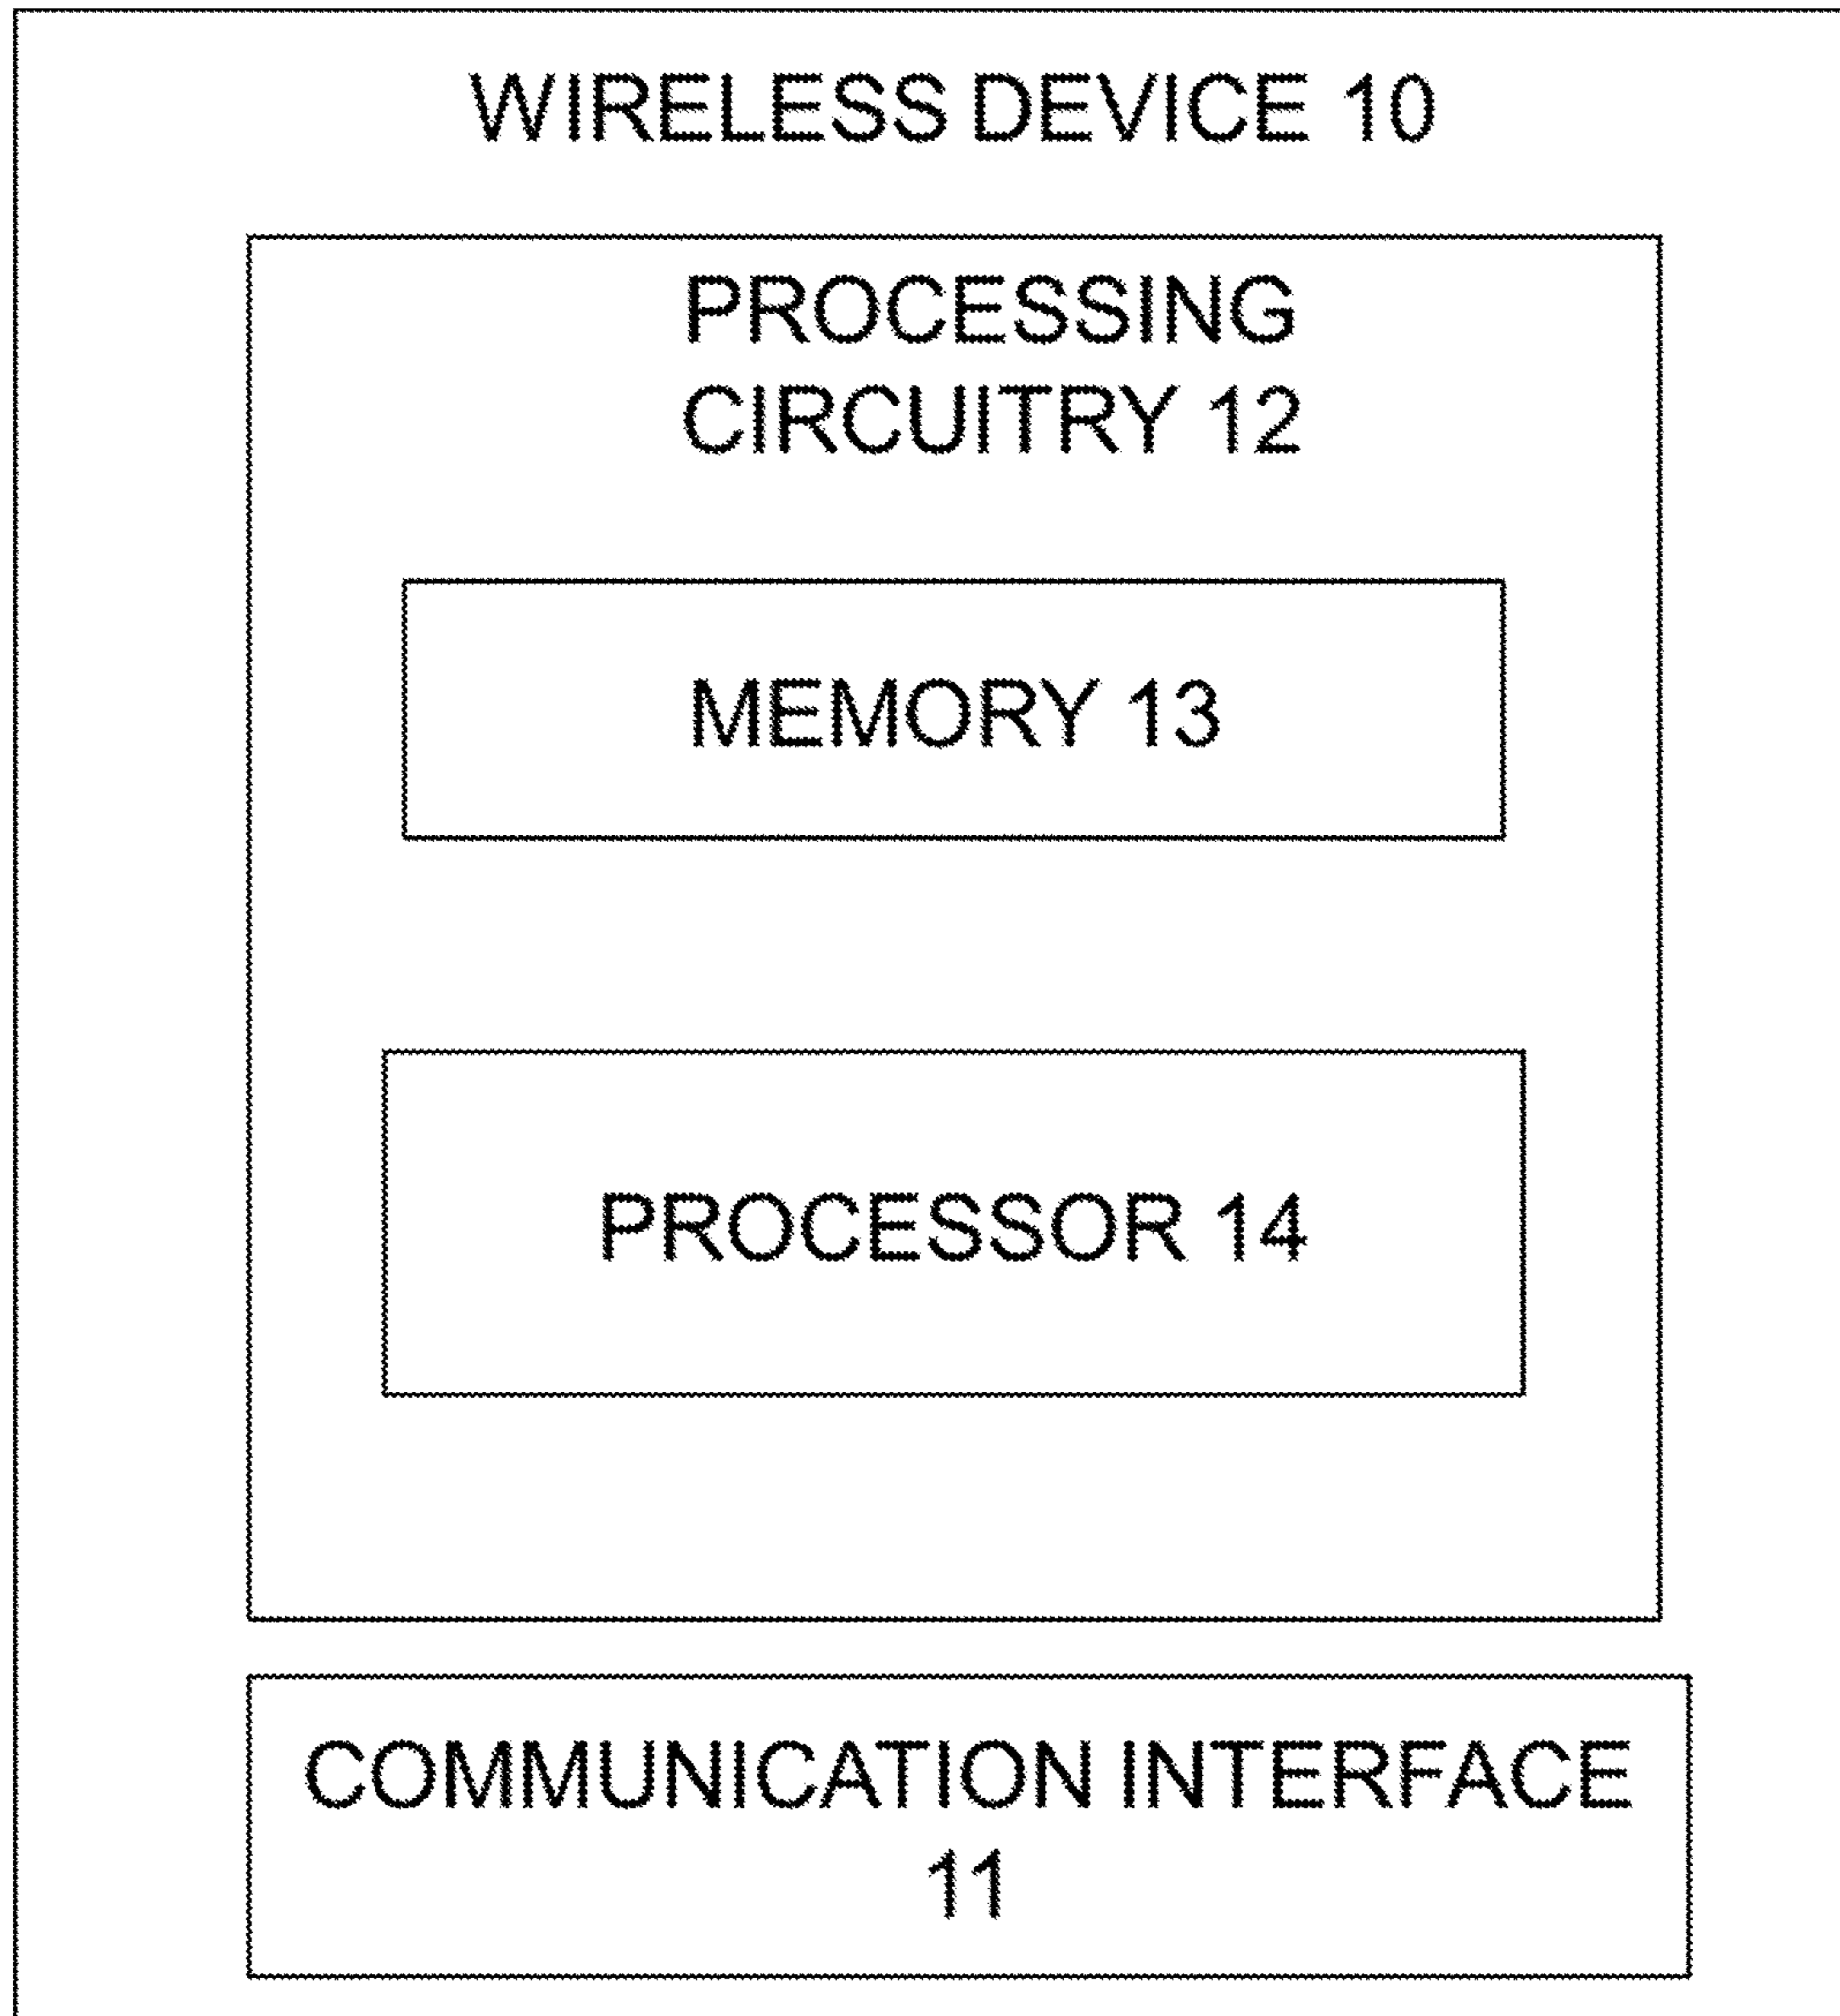 WIRELESS DEVICE 10
PROCESSING
CIRCUITRY 12
MEMORY 13
PROCESSOR 14
COMMUNICATION INTERFACE
11